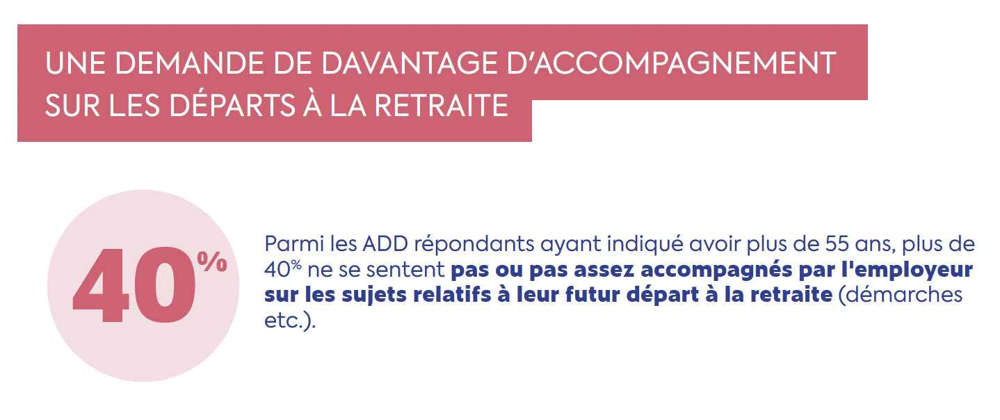 UNE DEMANDE DE DAVANTAGE D’ACCOMPAGNEMENT
SUR LES DÉPARTS À LA RETRAITE
40%
Parmi les ADD répondants ayant indiqué avoir plus de 55 ans, plus de
40% ne se sentent pas ou pas assez accompagnés par l'employeur
sur les sujets relatifs à leur futur départ à la retraite (démarches
etc.).